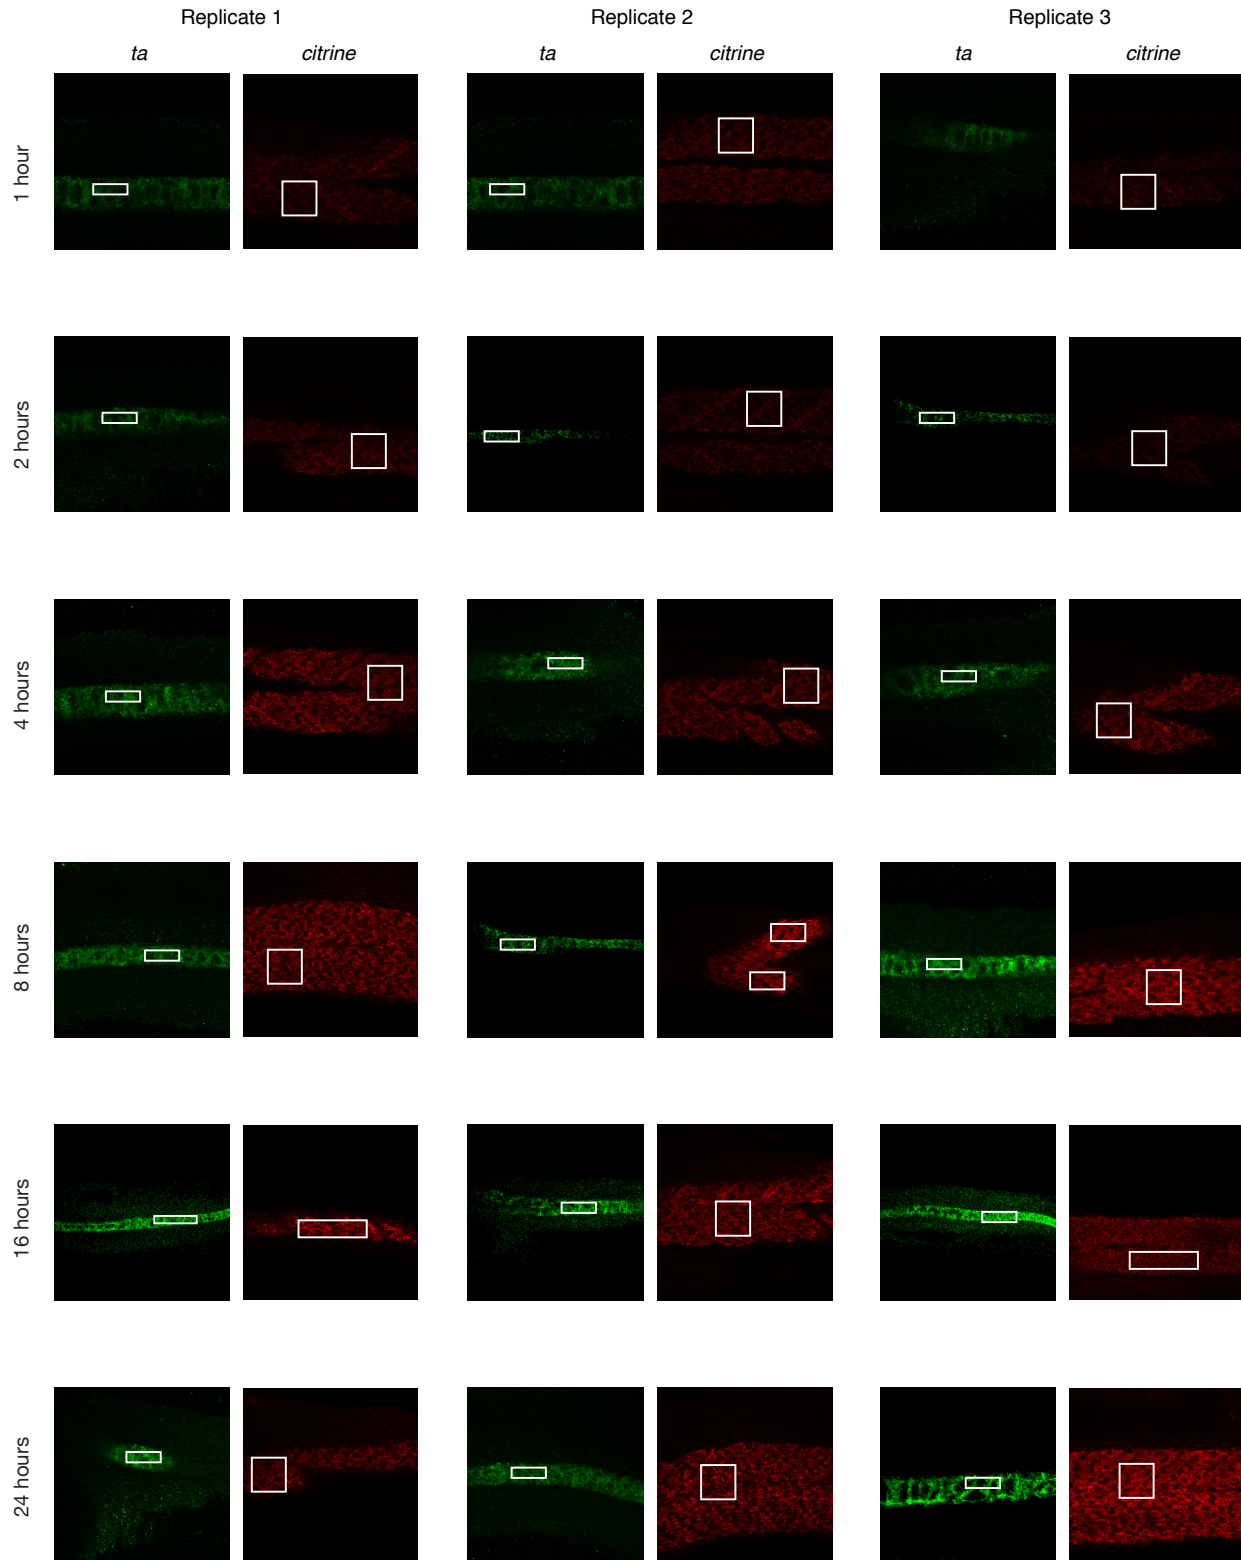 Replicate 1 Replicate 2 Replicate 3
ta citrine ta citrine ta citrine
1 hour
2 hours
4 hours
8 hours
16 hours
24 hours